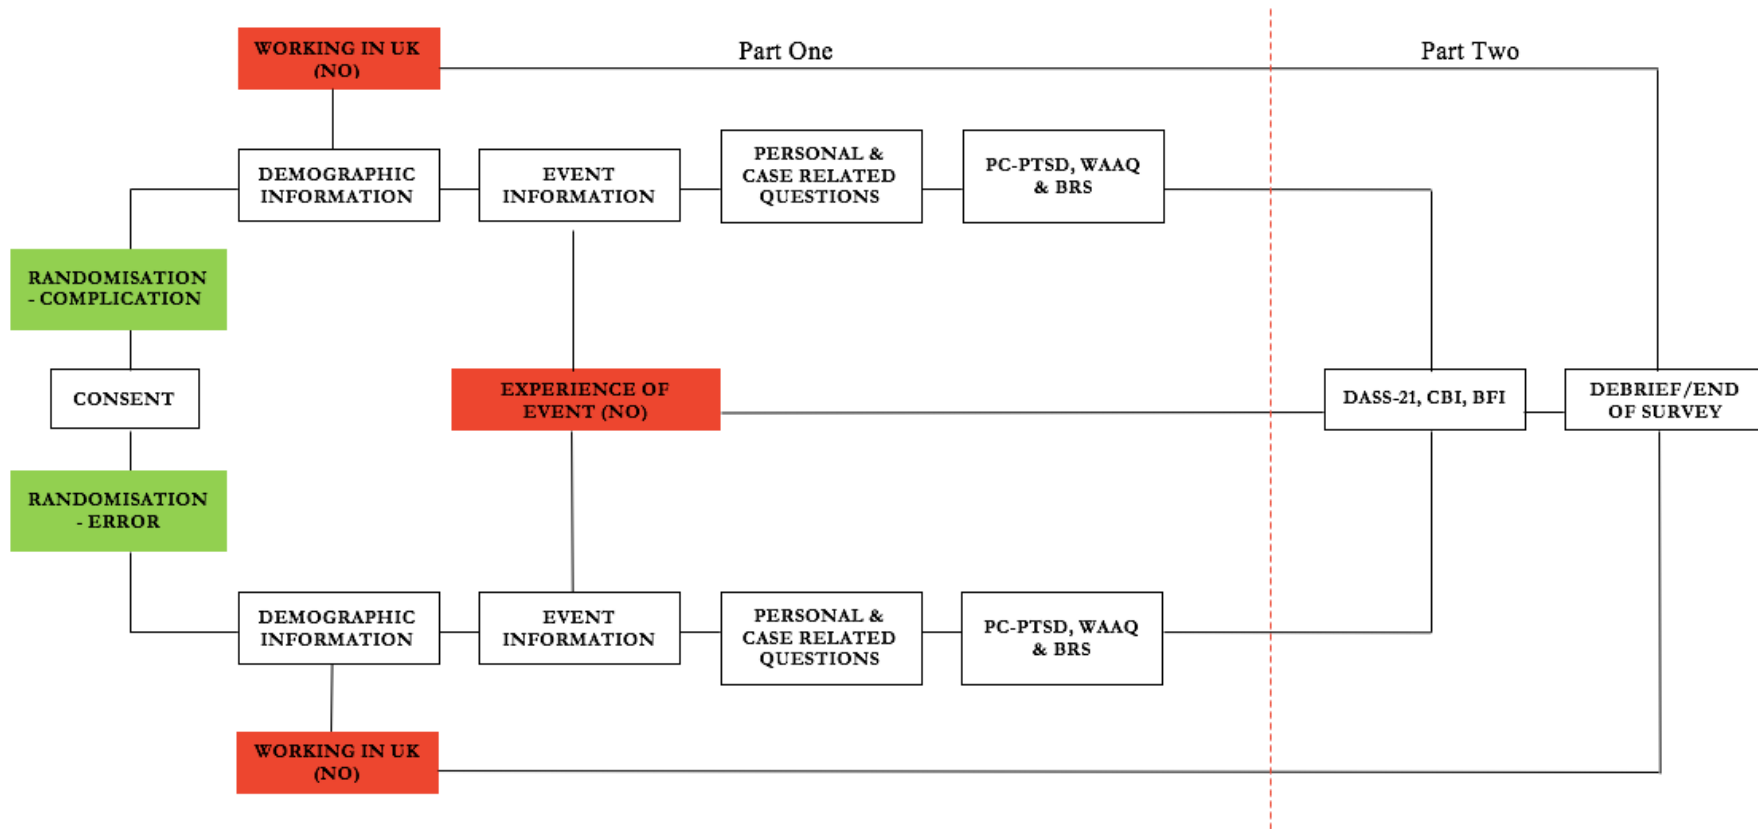 WORKING IN UK
(NO)
Part One
Part Two
DEMOGRAPHIC
INFORMATION
EVENT
INFORMATION
PERSONAL &
CASE RELATED
QUESTIONS
PC-PTSD, WAAQ
& BRS
RANDOMISATION
- COMPLICATION
CONSENT
EXPERIENCE OF
EVENT (NO)
DASS-21, CBI, BFI
DEBRIEF/END
OF SURVEY
RANDOMISATION
- ERROR
DEMOGRAPHIC
INFORMATION
EVENT
INFORMATION
PERSONAL &
CASE RELATED
QUESTIONS
PC-PTSD, WAAQ
& BRS
WORKING IN UK
(NO)